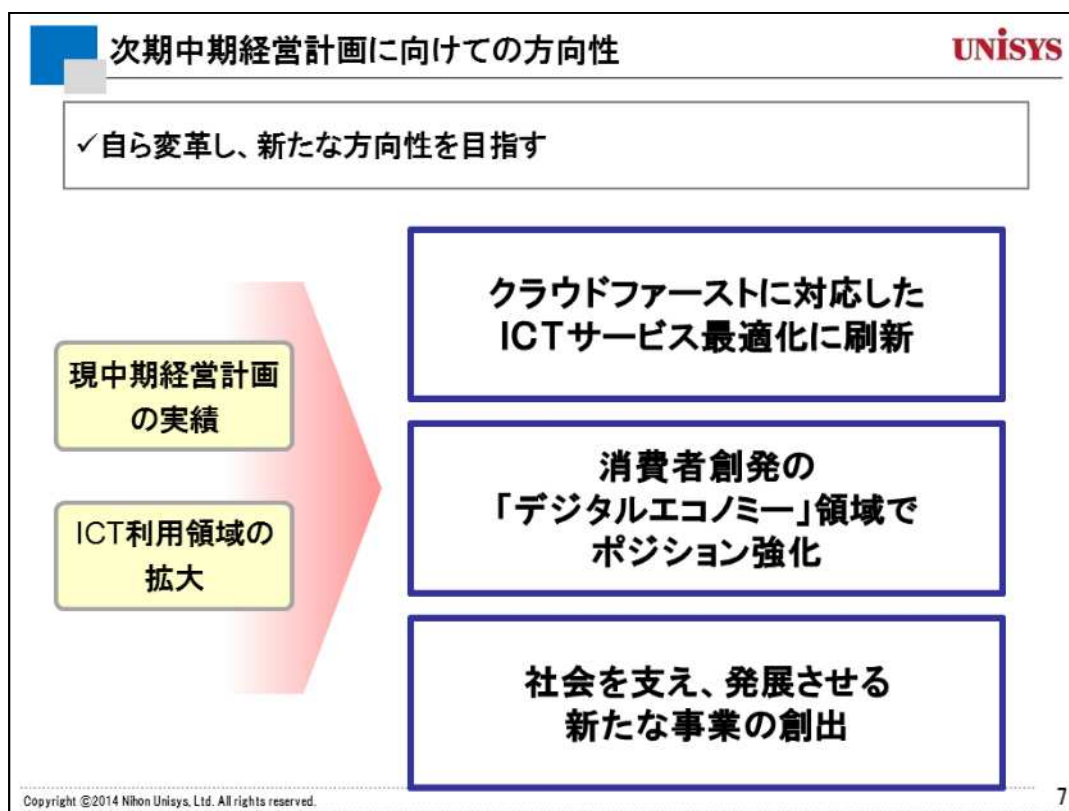 次期中期経営計画に向けての方向性
UNISYS
✓自ら変革し、新たな方向性を目指す
現中期経営計画
の実績
ICT利用領域の
拡大
クラウドファーストに対応した
ICTサービス最適化に刷新
消費者創発の
「デジタルエコノミー」領域で
ポジション強化
社会を支え、発展させる
新たな事業の創出
Copyright ©2014 Nihon Unisys, Ltd. All rights reserved.
7